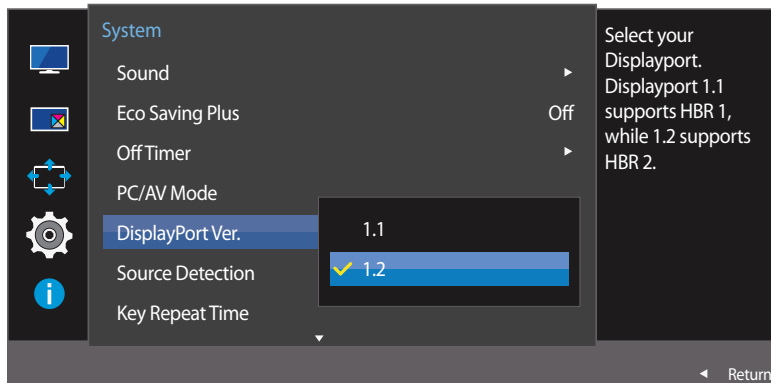 System
Sound
Eco Saving Plus Off
Off Timer
PC/AV Mode
DisplayPort Ver.
1.1
1.2
Source Detection
Key Repeat Time
Select your
Displayport.
Displayport 1.1
supports HBR 1,
while 1.2 supports
HBR 2.
Return